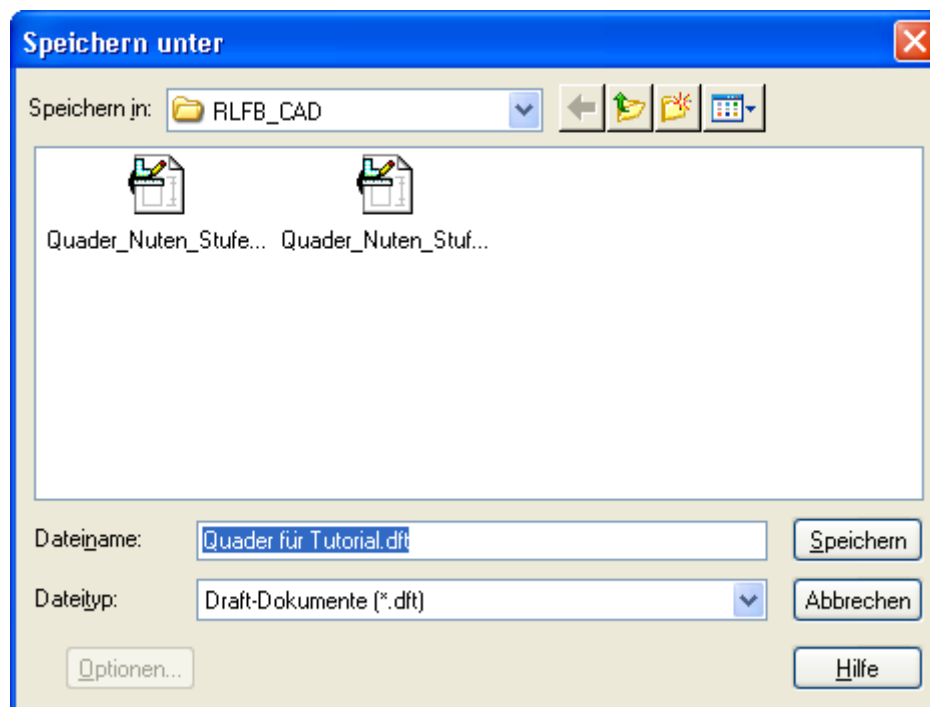 Speichern unter
Speichern in: RLFB_CAD
Quader_Nuten_Stufe... Quader_Nuten_Stuf...
Dateiname: Quader für Tutorial.dft Speichern
Dateityp: Draft-Dokumente (*.dft) Abbrechen
Optionen... Hilfe